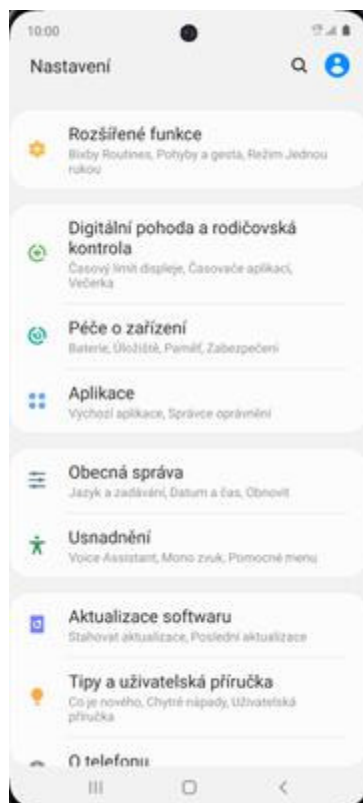 10:00
Nastavení
Rozšířené funkce
Bixby Routines, Pohyby a gesta, Režim Jednou
rukou
Digitální pohoda a rodičovská
kontrola
Časový limit displeje, Časovače aplikací,
Večerka
Péče o zařízení
Baterie, Úložiště, Paměť, Zabezpečení
Aplikace
Výchozí aplikace, Správce oprávnění
Obecná správa
Jazyk a zadávání, Datum a čas, Obnovit
Usnadnění
Voice Assistant, Mono zvuk, Pomocné menu
Aktualizace softwaru
Stahovat aktualizace, Poslední aktualizace
Tipy a uživatelská příručka
Co je nového, Chytré nápady, Uživatelská
příručka
O telefonu